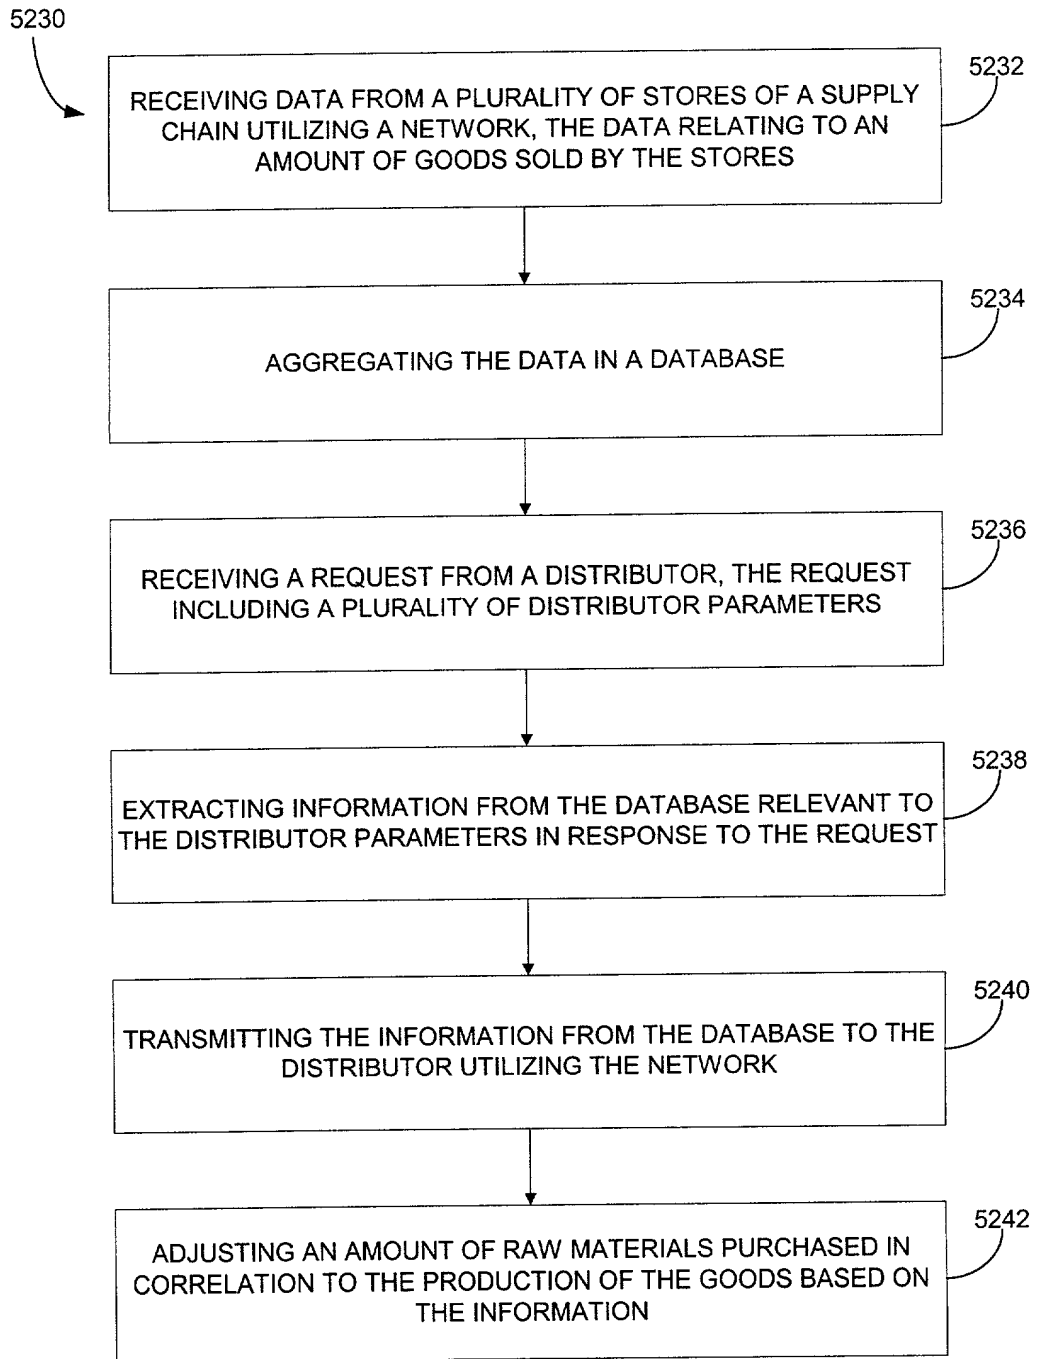 5230
5232
RECEIVING DATA FROM A PLURALITY OF STORES OF A SUPPLY
CHAIN UTILIZING A NETWORK, THE DATA RELATING TO AN
AMOUNT OF GOODS SOLD BY THE STORES
5234
AGGREGATING THE DATA IN A DATABASE
5236
RECEIVING A REQUEST FROM A DISTRIBUTOR, THE REQUEST
INCLUDING A PLURALITY OF DISTRIBUTOR PARAMETERS
5238
EXTRACTING INFORMATION FROM THE DATABASE RELEVANT TO
THE DISTRIBUTOR PARAMETERS IN RESPONSE TO THE REQUEST
5240
TRANSMITTING THE INFORMATION FROM THE DATABASE TO THE
DISTRIBUTOR UTILIZING THE NETWORK
5242
ADJUSTING AN AMOUNT OF RAW MATERIALS PURCHASED IN
CORRELATION TO THE PRODUCTION OF THE GOODS BASED ON
THE INFORMATION